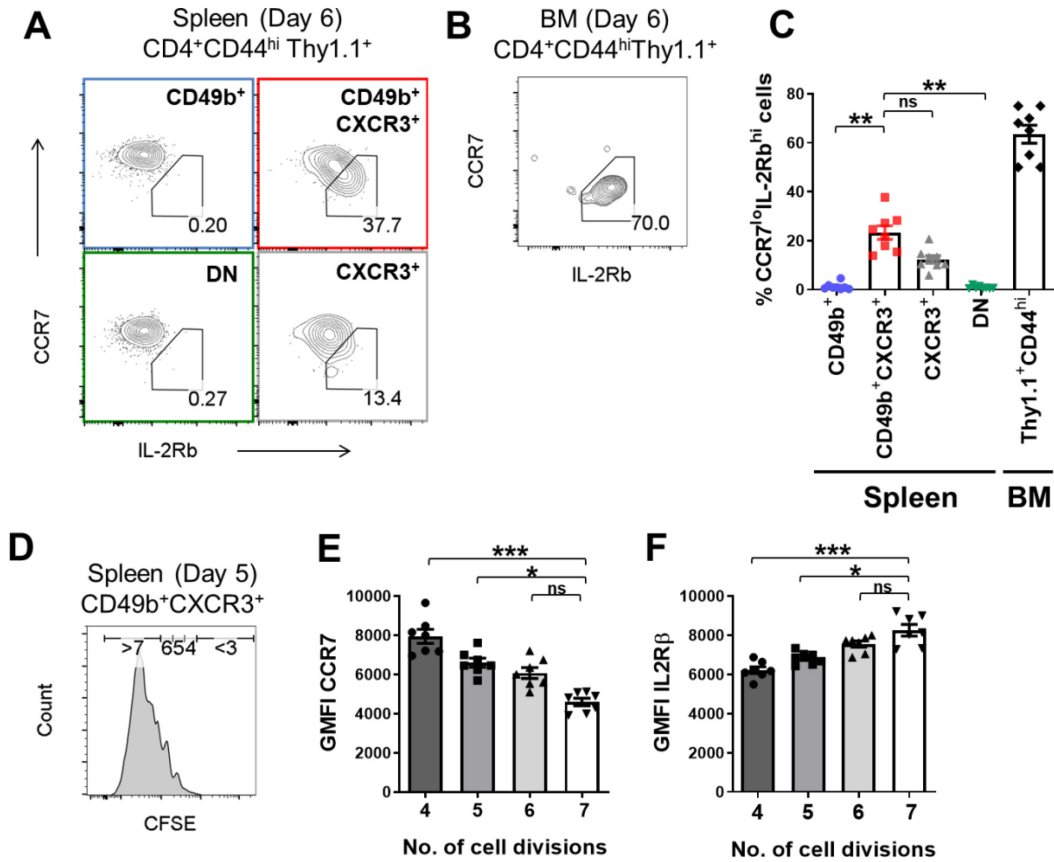 A
Spleen (Day 6)
CD4+CD44hi Thy1.1+
CD49b+
0.20
CD49b+
CXCR3+
37.7
DN
0.27
CXCR3+
13.4
CCR7
IL-2Rb
B
BM (Day 6)
CD4+CD44hiThy1.1+
CCR7
70.0
IL-2Rb
C
% CCR7loIL-2Rbhi cells
80
60
40
20
0
**
ns
**
CD49b+
CD49b+CXCR3+
CXCR3+
DN
Thy1.1+CD44hi
Spleen
BM
D
Spleen (Day 5)
CD49b+CXCR3+
>7
6
5
4
<3
Count
CFSE
E
GMFI CCR7
10000
8000
6000
4000
2000
0
***
*
ns
4
5
6
7
No. of cell divisions
F
GMFI IL2Rβ
10000
8000
6000
4000
2000
0
***
*
ns
4
5
6
7
No. of cell divisions